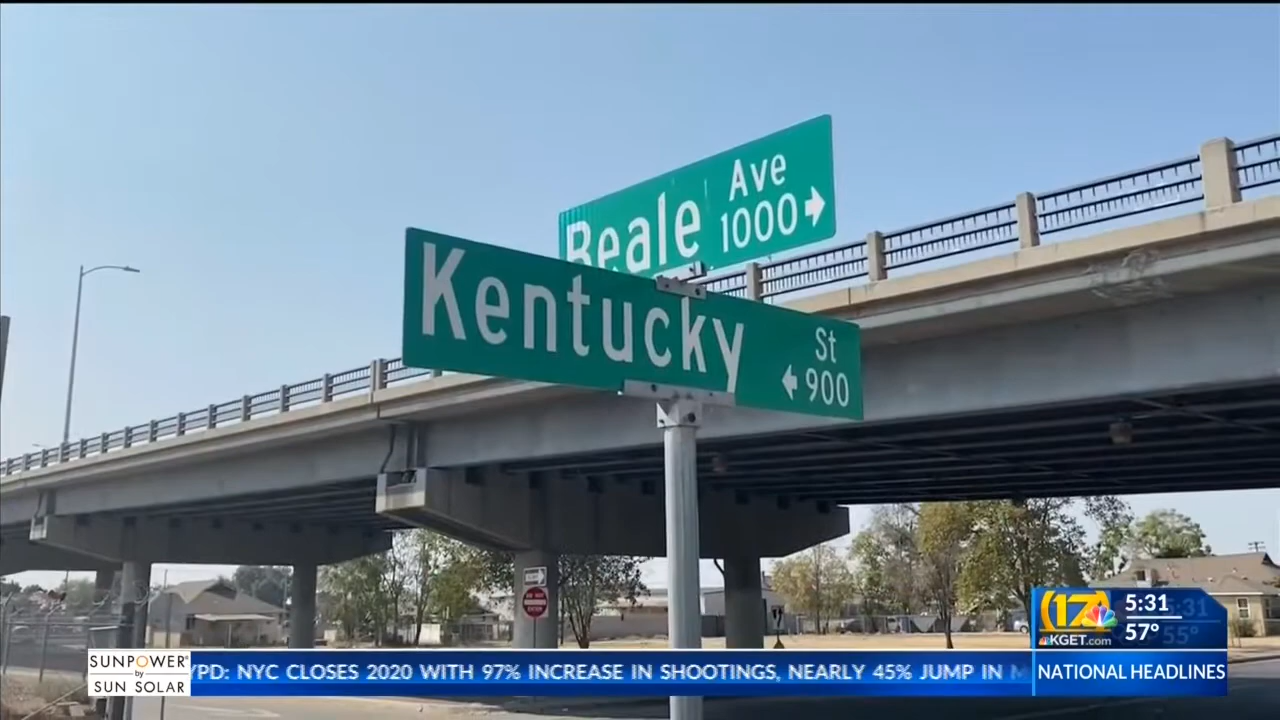 Ave
Beale
1000
Kentucky
St
900
17
5:31
KGET.com
57°
SUNPOWER®
by
SUN SOLAR
YPD: NYC CLOSES 2020 WITH 97% INCREASE IN SHOOTINGS, NEARLY 45% JUMP IN
NATIONAL HEADLINES